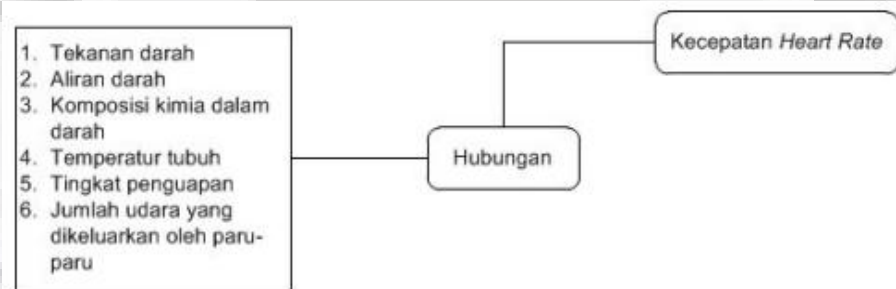 1. Tekanan darah
2. Aliran darah
3. Komposisi kimia dalam
darah
4. Temperatur tubuh
5. Tingkat penguapan
6. Jumlah udara yang
dikeluarkan oleh paru-
paru
Hubungan
Kecepatan Heart Rate